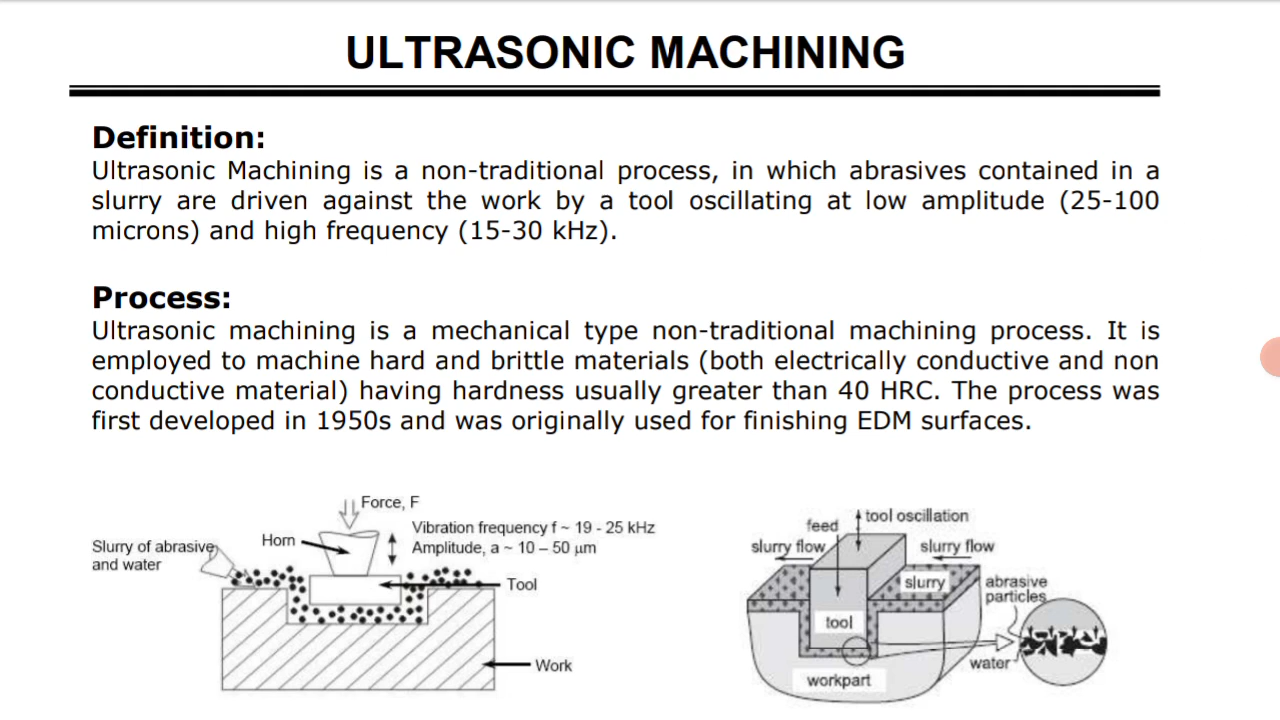 ULTRASONIC MACHINING
Definition:
Ultrasonic Machining is a non-traditional process, in which abrasives contained in a
slurry are driven against the work by a tool oscillating at low amplitude (25-100
microns) and high frequency (15-30 kHz).
Process:
Ultrasonic machining is a mechanical type non-traditional machining process. It is
employed to machine hard and brittle materials (both electrically conductive and non
conductive material) having hardness usually greater than 40 HRC. The process was
first developed in 1950s and was originally used for finishing EDM surfaces.
Force, F
Vibration frequency f ~ 19 - 25 kHz
Amplitude, a ~ 10 – 50 μm
Horn
Slurry of abrasive
and water
Tool
Work
tool oscillation
feed
slurry flow
slurry flow
slurry
abrasive
particles
tool
water
workpart